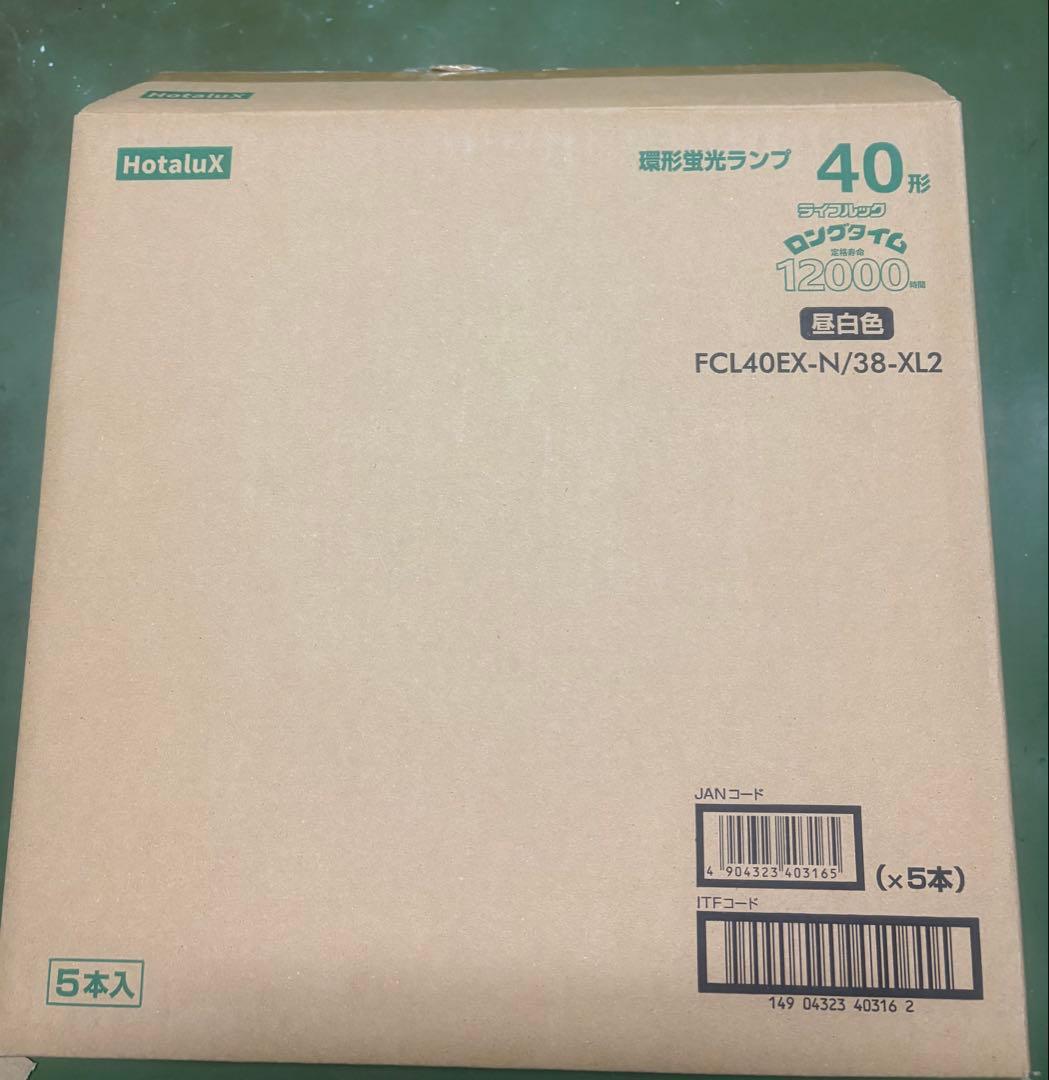 HotaluX
HotaluX
環形蛍光ランプ 40形
ライフルック
ロングタイム
定格寿命
12000時間
昼白色
FCL40EX-N/38-XL2
JANコード
4 904323 403165
(×5本)
ITFコード
149 04323 40316 2
5本入